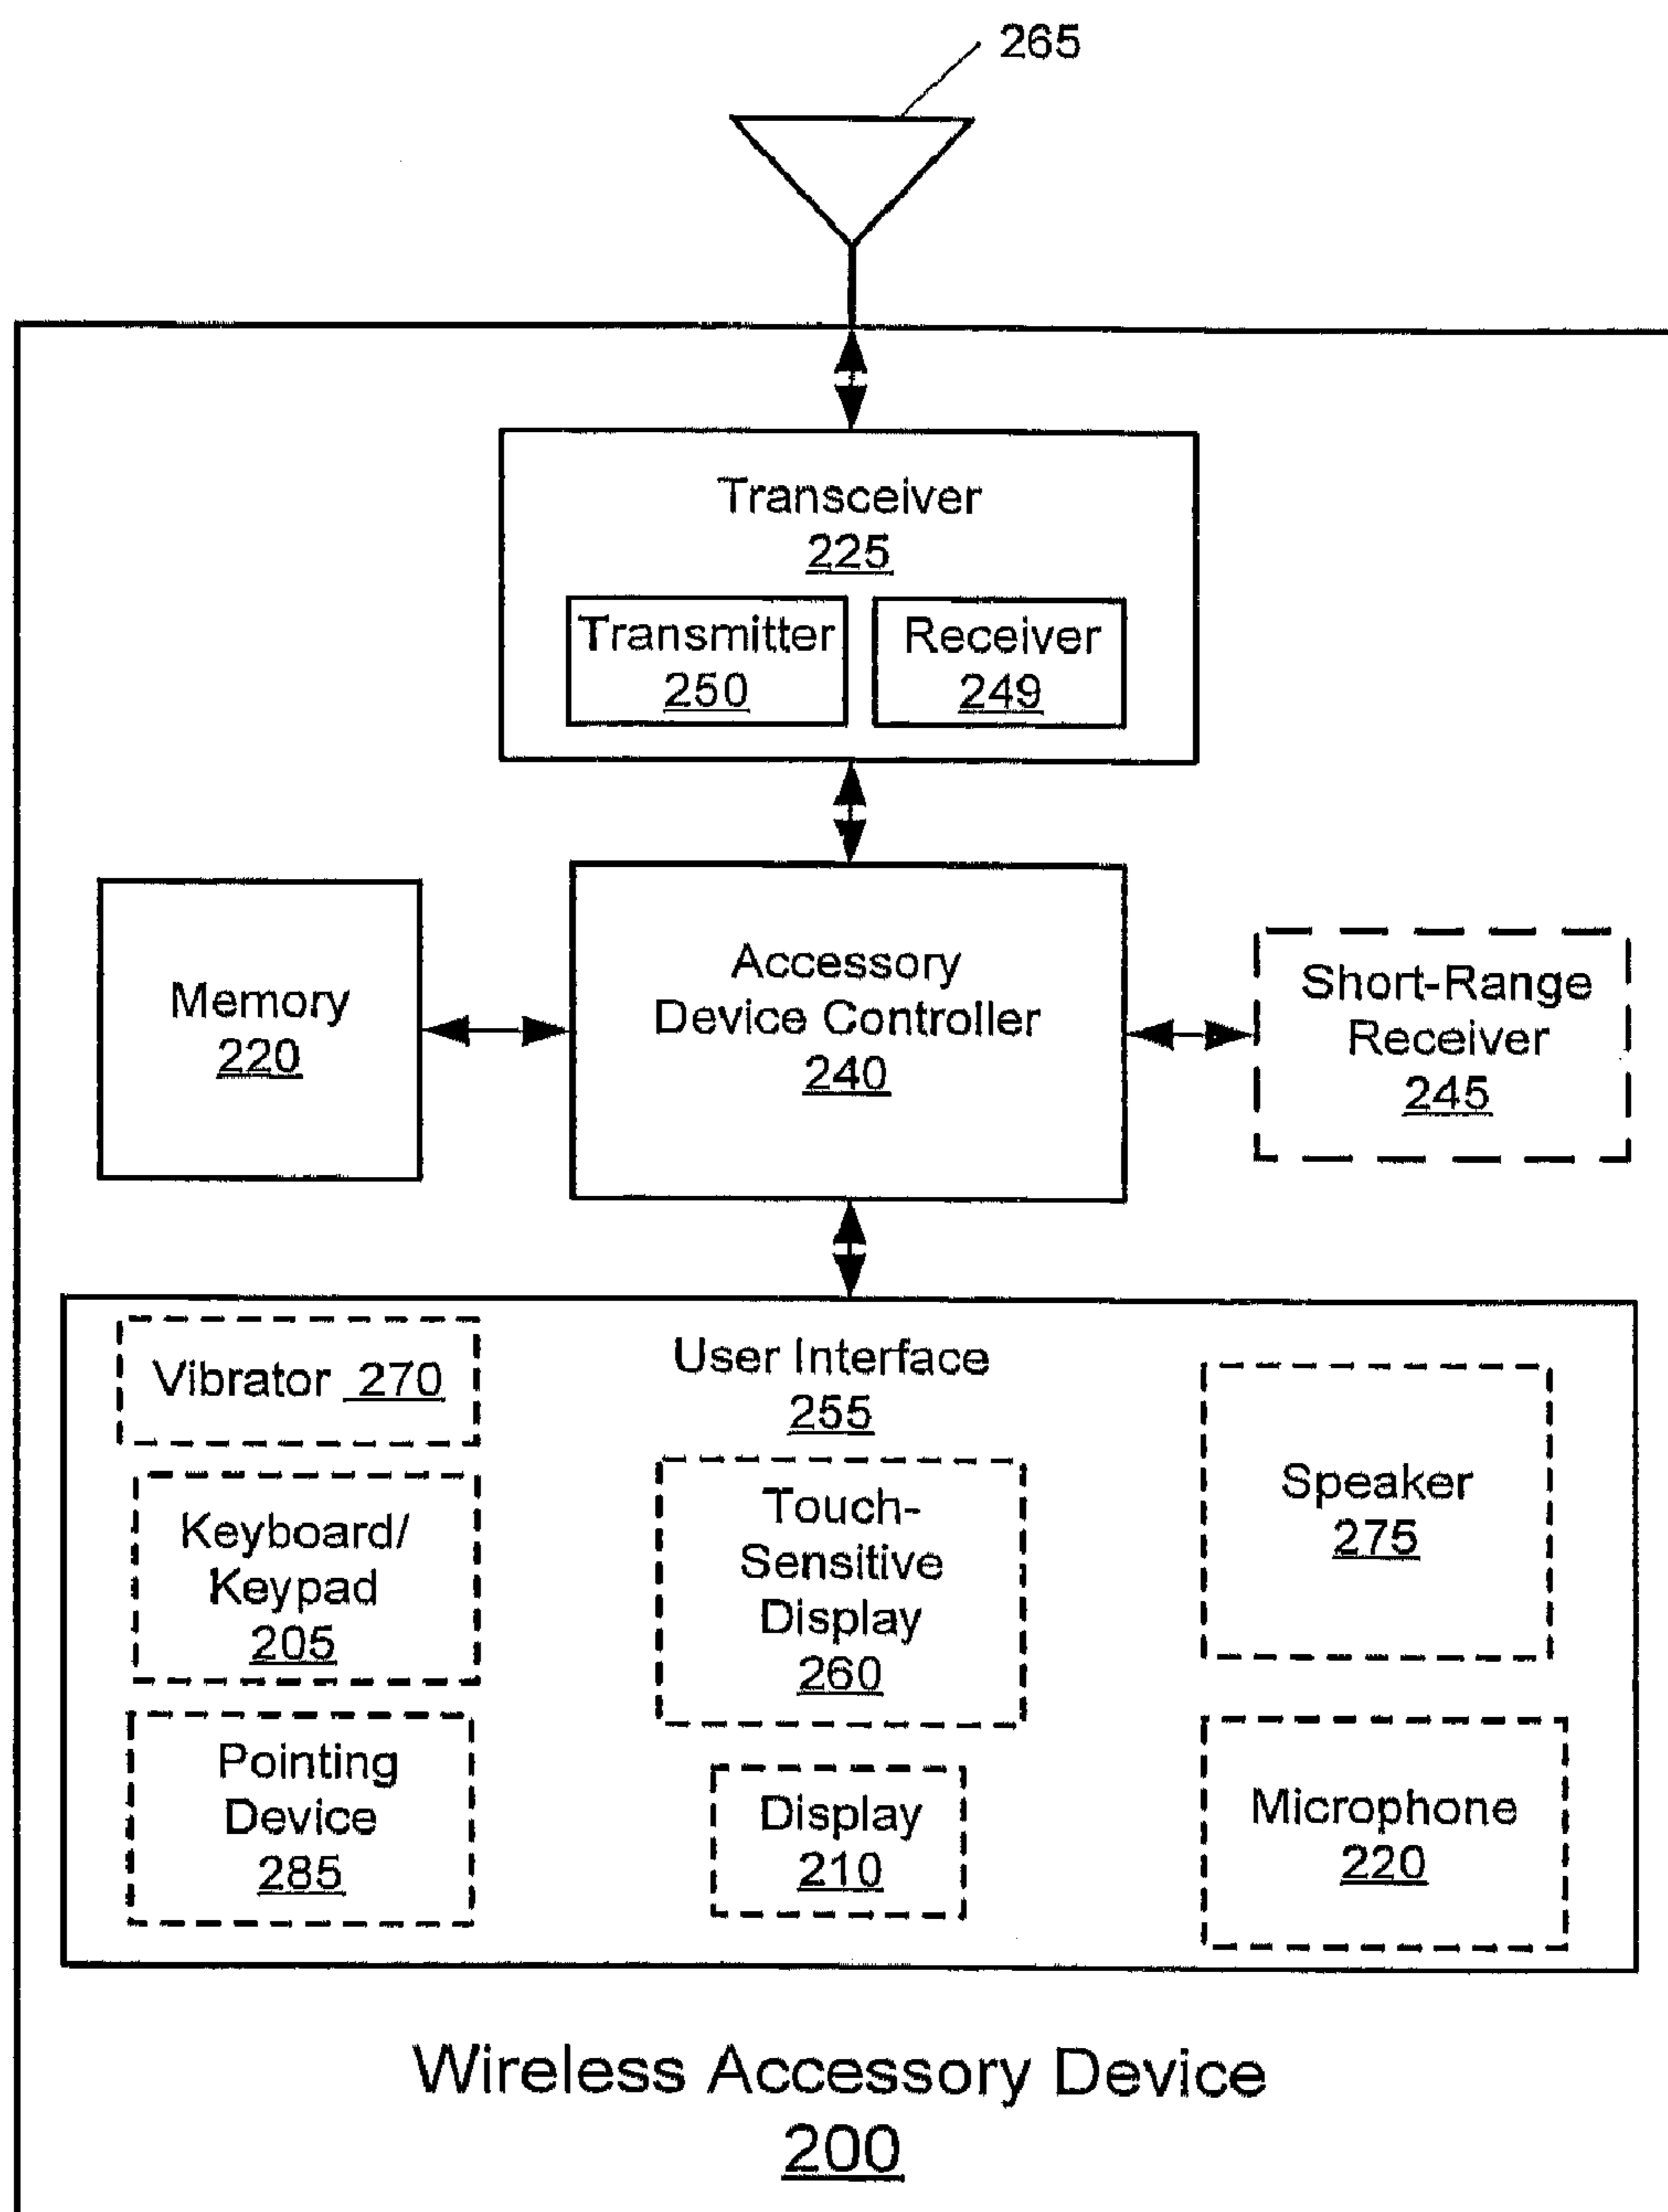 265
Transceiver
225
Transmitter
250
Receiver
249
Memory
220
Accessory
Device Controller
240
Short-Range
Receiver
245
User Interface
255
Vibrator 270
Keyboard/
Keypad
205
Pointing
Device
285
Touch-
Sensitive
Display
260
Display
210
Speaker
275
Microphone
220
Wireless Accessory Device
200